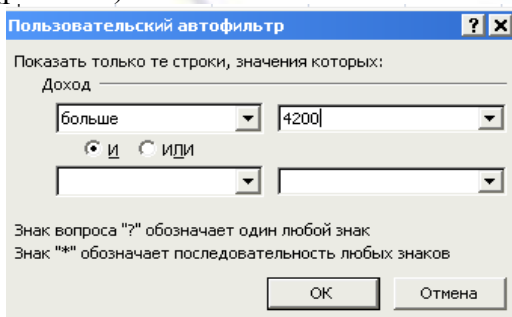 Пользовательский автофильтр
Показать только те строки, значения которых:
Доход
больше 4200
И ИЛИ
Знак вопроса "?" обозначает один любой знак
Знак "*" обозначает последовательность любых знаков
ОК Отмена